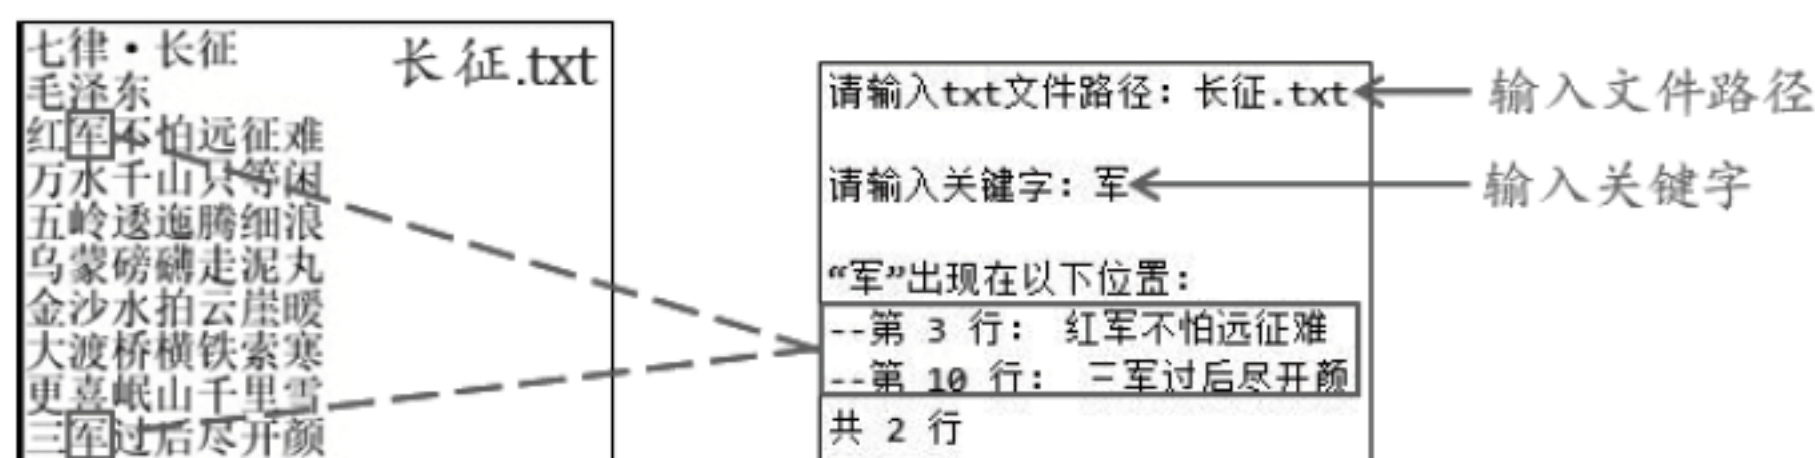 七律·长征
长征.txt
毛泽东
红军不怕远征难
万水千山只等闲
五岭逶迤腾细浪
乌蒙磅礴走泥丸
金沙水拍云崖暖
大渡桥横铁索寒
更喜岷山千里雪
三军过后尽开颜
请输入txt文件路径：长征.txt
输入文件路径
请输入关键字：军
输入关键字
“军”出现在以下位置：
--第 3 行： 红军不怕远征难
--第 10 行： 三军过后尽开颜
共 2 行